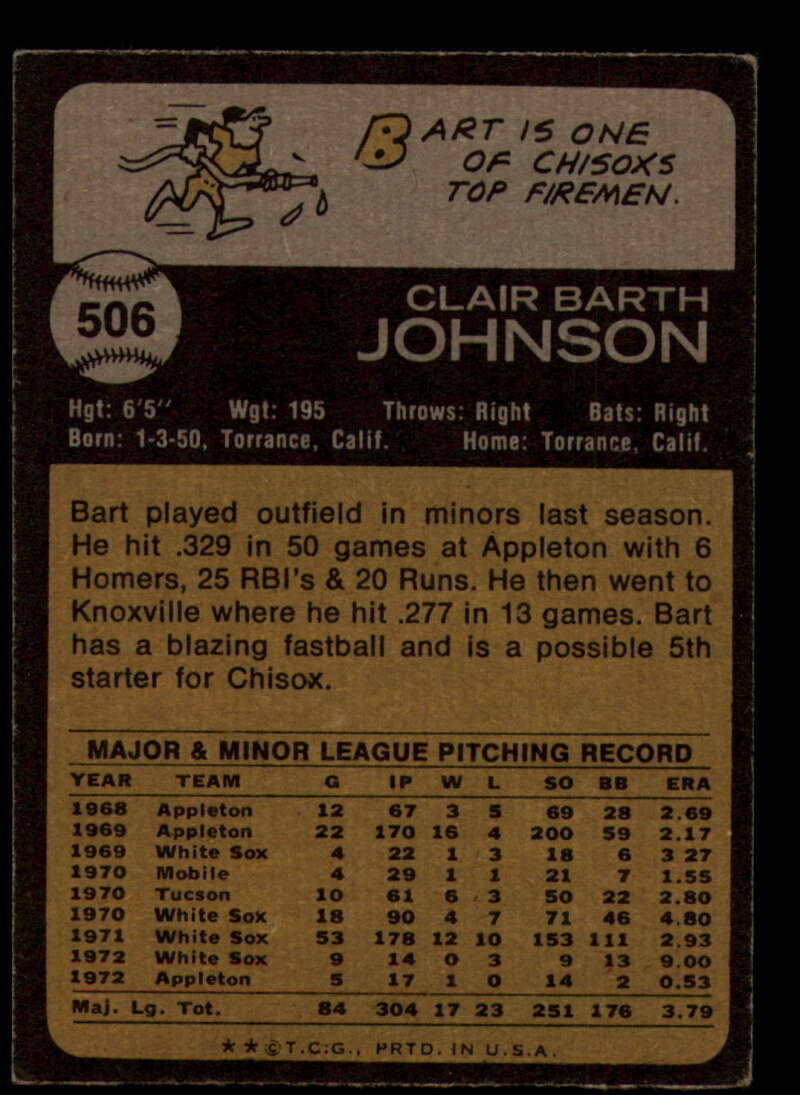 BART IS ONE
OF CHISOXS
TOP FIREMEN.
506
CLAIR BARTH
JOHNSON
Hgt: 6'5" Wgt: 195 Throws: Right Bats: Right
Born: 1-3-50, Torrance, Calif. Home: Torrance, Calif.
Bart played outfield in minors last season.
He hit .329 in 50 games at Appleton with 6
Homers, 25 RBI's & 20 Runs. He then went to
Knoxville where he hit .277 in 13 games. Bart
has a blazing fastball and is a possible 5th
starter for Chisox.
MAJOR & MINOR LEAGUE PITCHING RECORD
YEAR TEAM G IP W L SO BB ERA
1968 Appleton 12 67 3 5 69 28 2.69
1969 Appleton 22 170 16 4 200 59 2.17
1969 White Sox 4 22 1 3 18 6 3 27
1970 Mobile 4 29 1 1 21 7 1.55
1970 Tucson 10 61 6 3 50 22 2.80
1970 White Sox 18 90 4 7 71 46 4.80
1971 White Sox 53 178 12 10 153 111 2.93
1972 White Sox 9 14 0 3 9 13 9.00
1972 Appleton 5 17 1 0 14 2 0.53
Maj. Lg. Tot. 84 304 17 23 251 176 3.79
* * © T.C.G., PRTD. IN U.S.A.